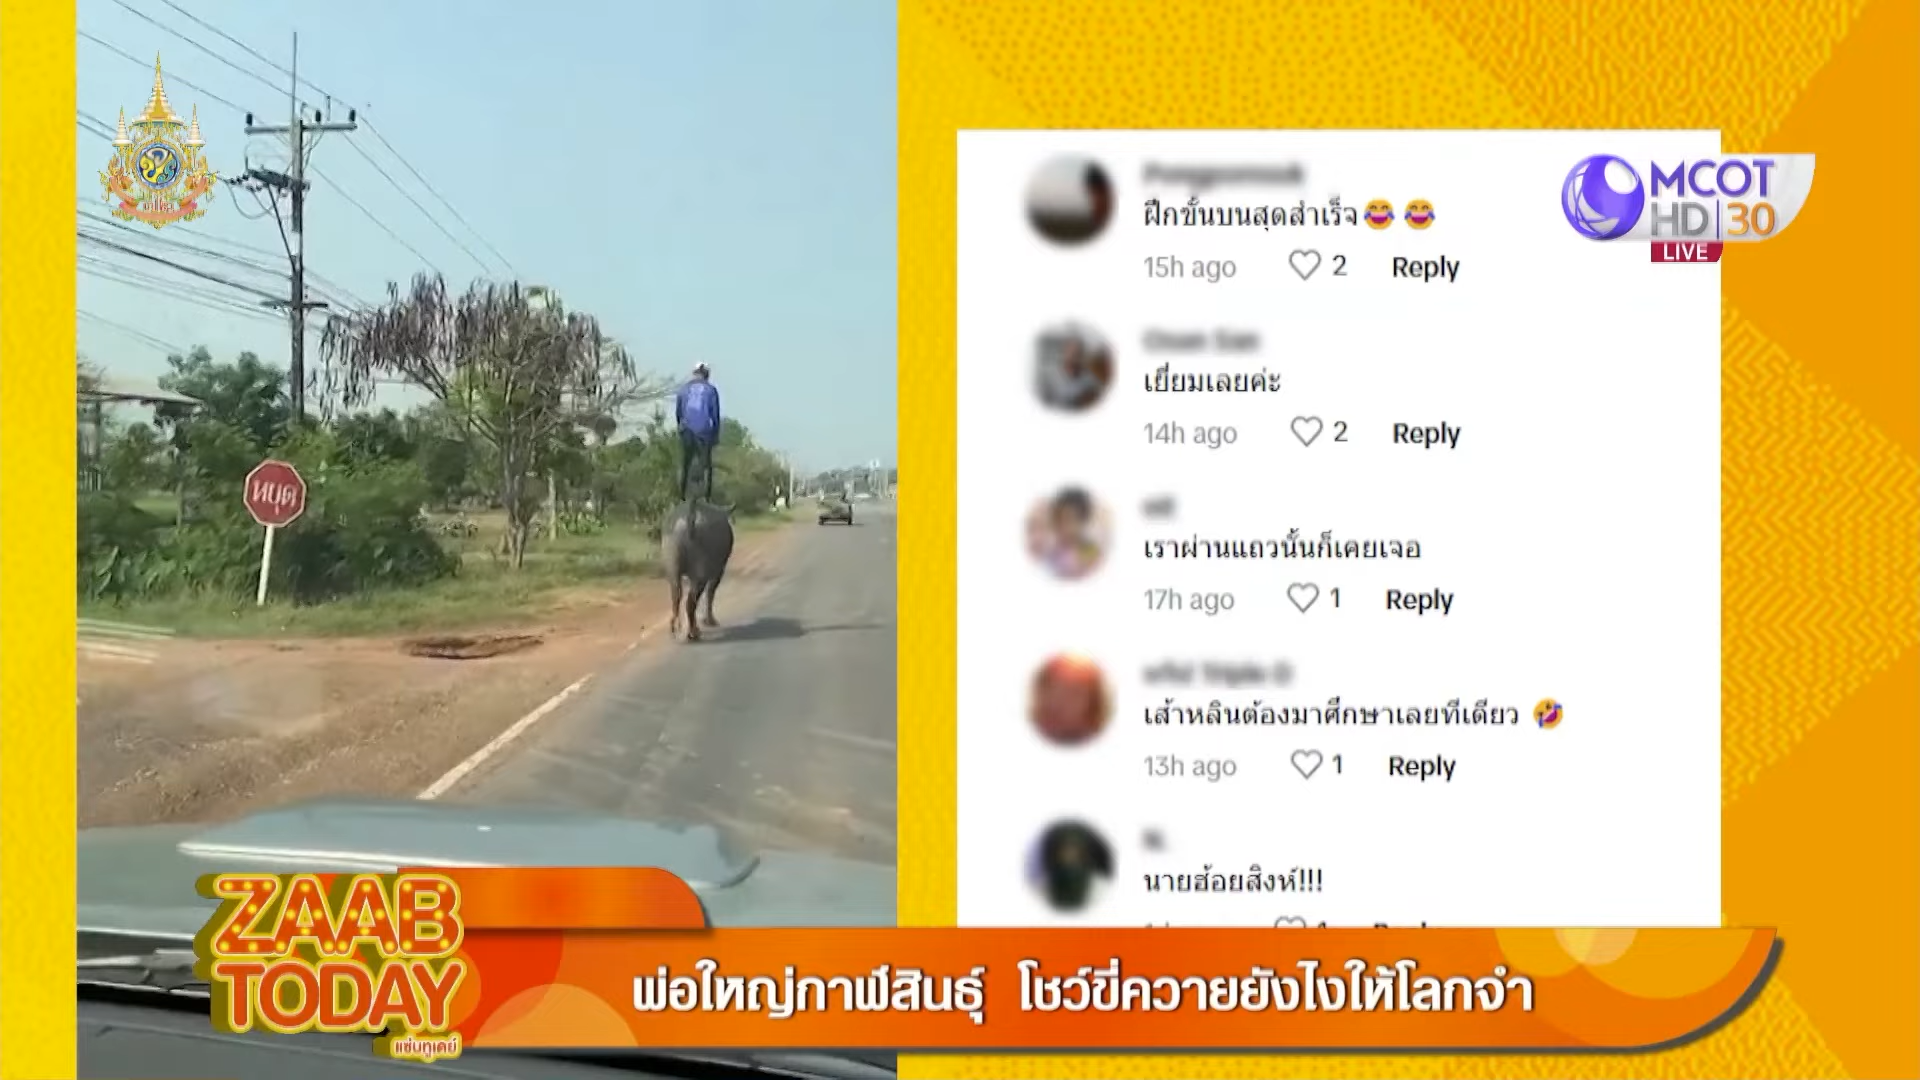 หยุด
MCOT
HD 30
LIVE
ฝึกขั้นบนสุดสำเร็จ😂 😂
15h ago 2 Reply
เยี่ยมเลยค่ะ
14h ago 2 Reply
เราผ่านแถวนั้นก็เคยเจอ
17h ago 1 Reply
เส้าหลินต้องมาศึกษาเลยทีเดียว 🤣
13h ago 1 Reply
นายฮ้อยสิงห์!!!
ZAAB
TODAY
แซ่บทูเดย์
พ่อใหญ่กาฬสินธุ์ โชว์ขี่ควายยังไงให้โลกจำ